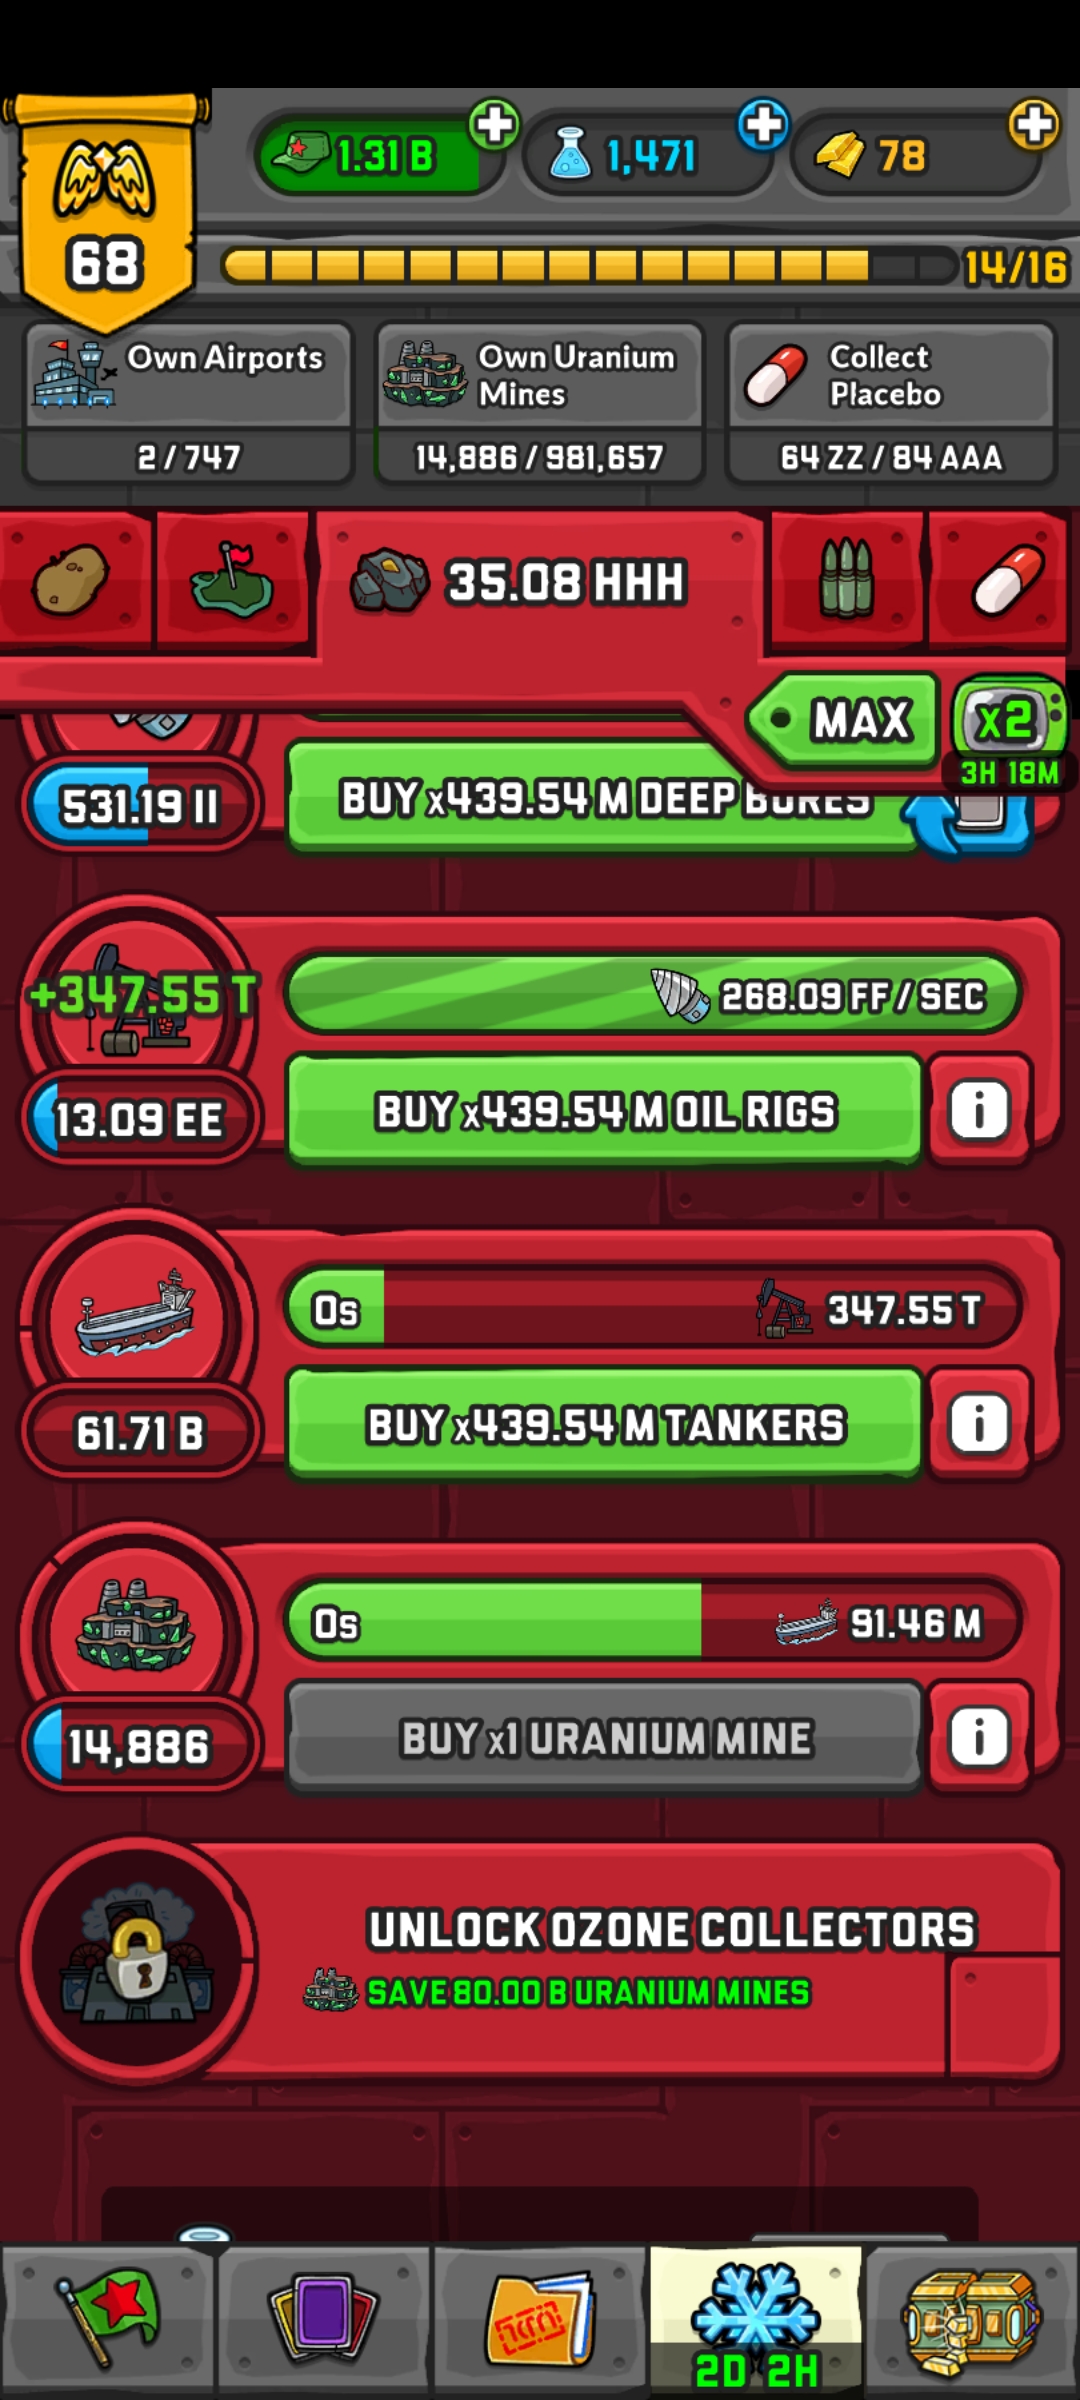 1.31 B
1,471
78
68
14/16
Own Airports
2 / 747
Own Uranium
Mines
14,886 / 981,657
Collect
Placebo
64 ZZ / 84 AAA
35.08 HHH
MAX
x2
3H 18M
531.19 II
BUY x439.54 M DEEP BORES
+347.55 T
268.09 FF / SEC
13.09 EE
BUY x439.54 M OIL RIGS
i
0s
347.55 T
61.71 B
BUY x439.54 M TANKERS
i
0s
91.46 M
14,886
BUY x1 URANIUM MINE
i
UNLOCK OZONE COLLECTORS
SAVE 80.00 B URANIUM MINES
2D 2H